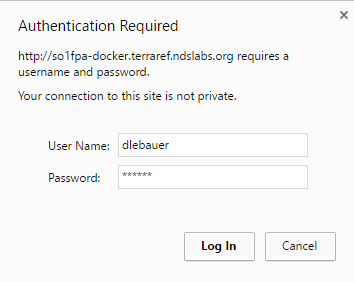 Authentication Required
http://so1fpa-docker.terraref.ndslabs.org requires a
username and password.
Your connection to this site is not private.
User Name: dlebauer
Password: ******
Log In Cancel